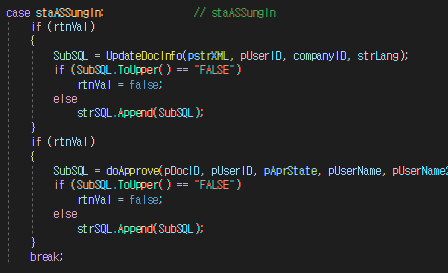 case staASSungIn:                // staASSungIn
    if (rtnVal)
    {
        SubSQL = UpdateDocInfo(pstrXML, pUserID, companyID, strLang);
        if (SubSQL.ToUpper() == "FALSE")
            rtnVal = false;
        else
            strSQL.Append(SubSQL);
    }
    if (rtnVal)
    {
        SubSQL = doApprove(pDocID, pUserID, pAprState, pUserName, pUserName2
        if (SubSQL.ToUpper() == "FALSE")
            rtnVal = false;
        else
            strSQL.Append(SubSQL);
    }
    break;